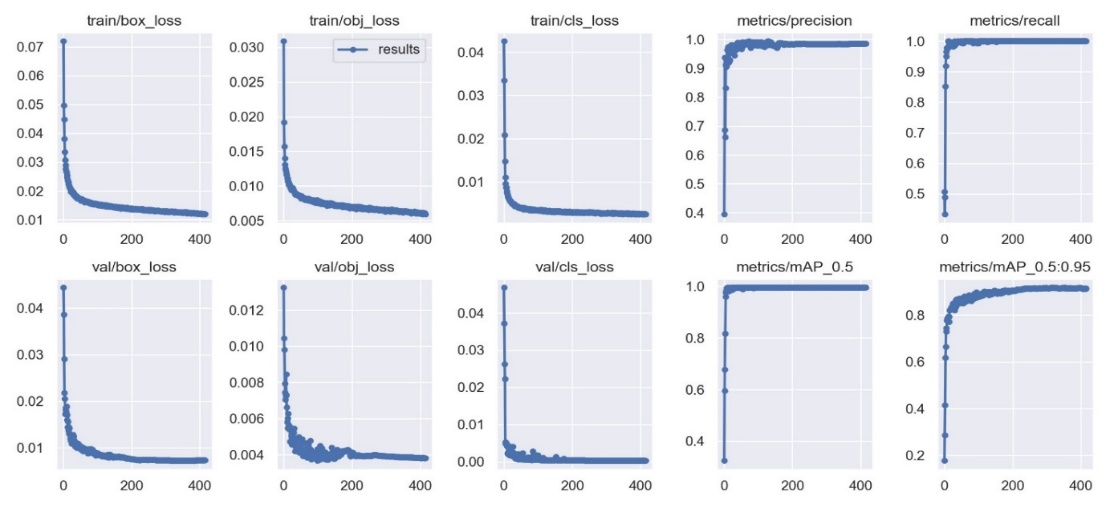 train/box_loss
train/obj_loss
train/cls_loss
metrics/precision
metrics/recall
0.07
0.06
0.05
0.04
0.03
0.02
0.01
0 200 400
0.030
0.025
0.020
0.015
0.010
0.005
results
0 200 400
0.04
0.03
0.02
0.01
0 200 400
1.0
0.9
0.8
0.7
0.6
0.5
0.4
0 200 400
1.0
0.9
0.8
0.7
0.6
0.5
0 200 400
val/box_loss
val/obj_loss
val/cls_loss
metrics/mAP_0.5
metrics/mAP_0.5:0.95
0.04
0.03
0.02
0.01
0 200 400
0.012
0.010
0.008
0.006
0.004
0 200 400
0.04
0.03
0.02
0.01
0.00
0 200 400
1.0
0.8
0.6
0.4
0 200 400
0.8
0.6
0.4
0.2
0 200 400